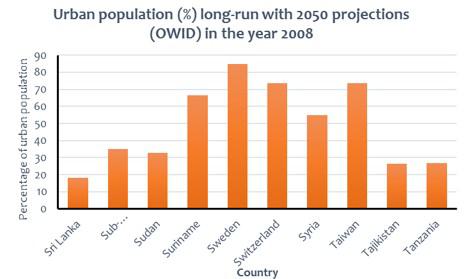 Urban population (%) long-run with 2050 projections
(OWID) in the year 2008
Percentage of urban population
90
80
70
60
50
40
30
20
10
0
Sri Lanka
Sub-...
Sudan
Suriname
Sweden
Switzerland
Syria
Taiwan
Tajikistan
Tanzania
Country